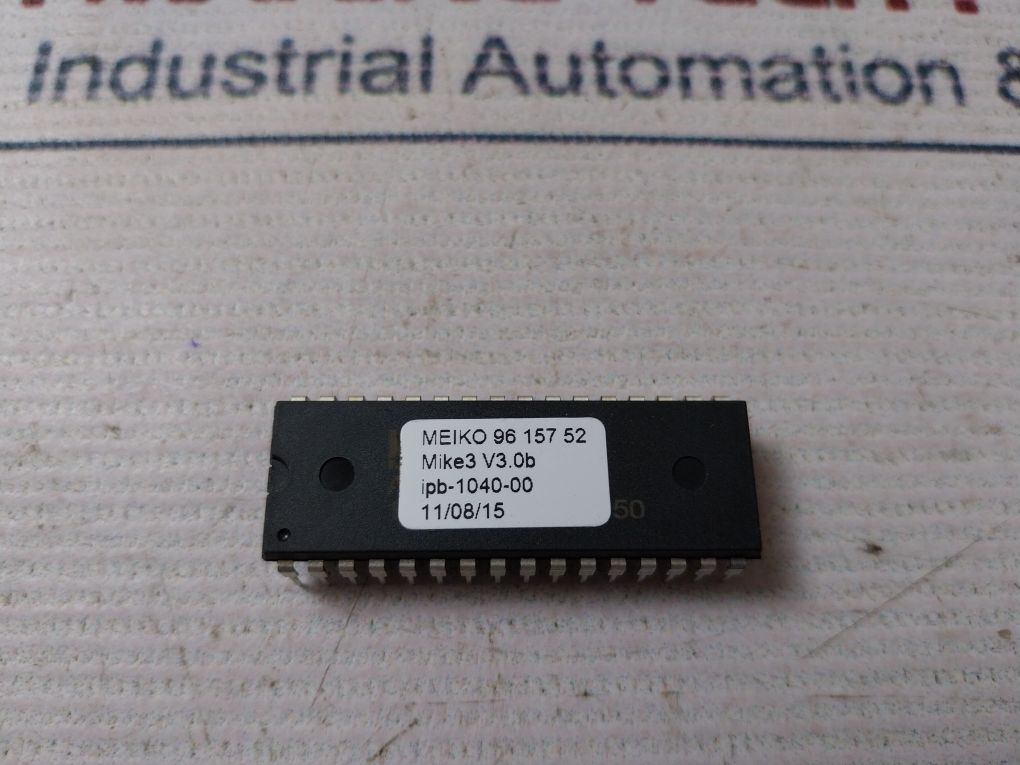 Industrial Automation &
MEIKO 96 157 52
Mike3 V3.0b
ipb-1040-00
11/08/15
50